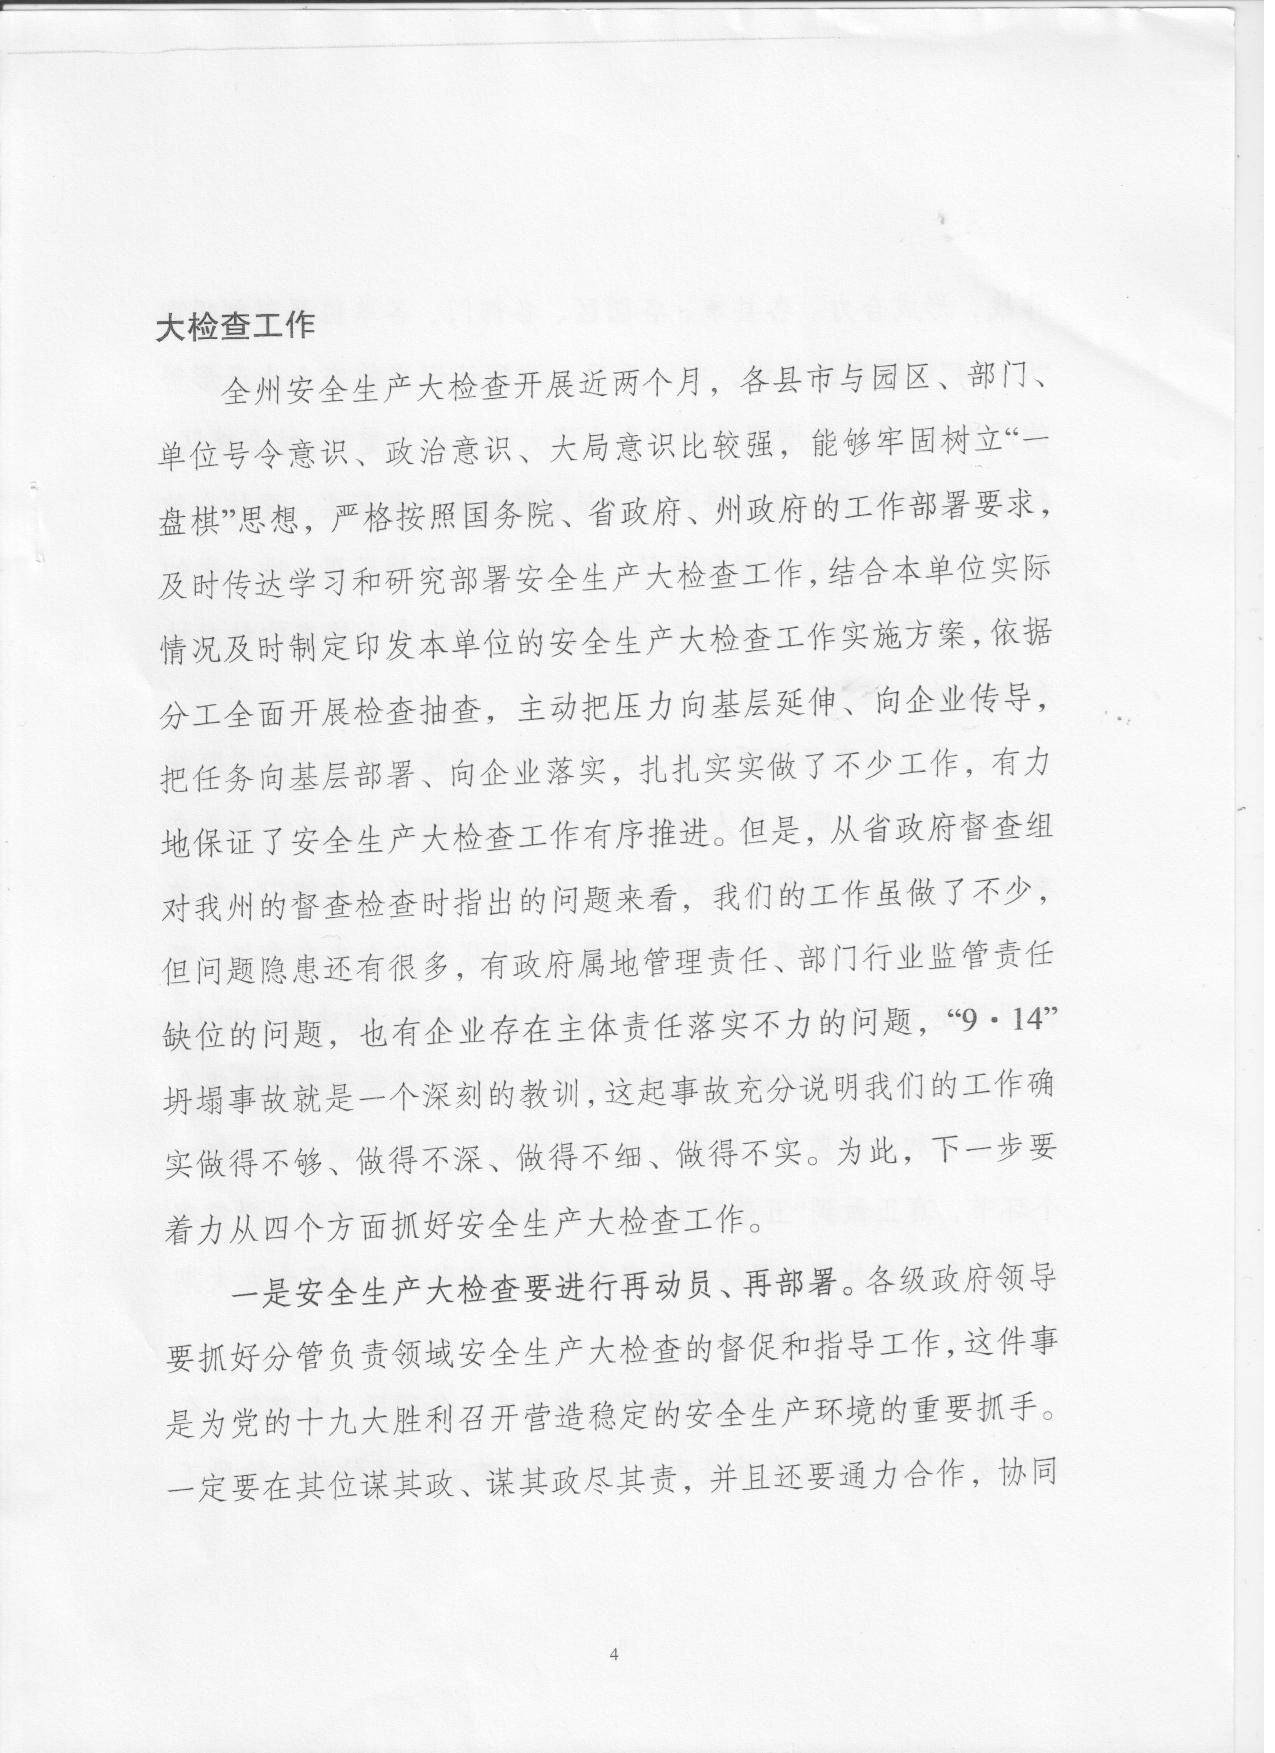 大检查工作
全州安全生产大检查开展近两个月，各县市与园区、部门、
单位号令意识、政治意识、大局意识比较强，能够牢固树立“一
盘棋”思想，严格按照国务院、省政府、州政府的工作部署要求，
及时传达学习和研究部署安全生产大检查工作，结合本单位实际
情况及时制定印发本单位的安全生产大检查工作实施方案，依据
分工全面开展检查抽查，主动把压力向基层延伸、向企业传导，
把任务向基层部署、向企业落实，扎扎实实做了不少工作，有力
地保证了安全生产大检查工作有序推进。但是，从省政府督查组
对我州的督查检查时指出的问题来看，我们的工作虽做了不少，
但问题隐患还有很多，有政府属地管理责任、部门行业监管责任
缺位的问题，也有企业存在主体责任落实不力的问题，“9·14”
坍塌事故就是一个深刻的教训，这起事故充分说明我们的工作确
实做得不够、做得不深、做得不细、做得不实。为此，下一步要
着力从四个方面抓好安全生产大检查工作。
一是安全生产大检查要进行再动员、再部署。各级政府领导
要抓好分管负责领域安全生产大检查的督促和指导工作，这件事
是为党的十九大胜利召开营造稳定的安全生产环境的重要抓手。
一定要在其位谋其政、谋其政尽其责，并且还要通力合作，协同
4